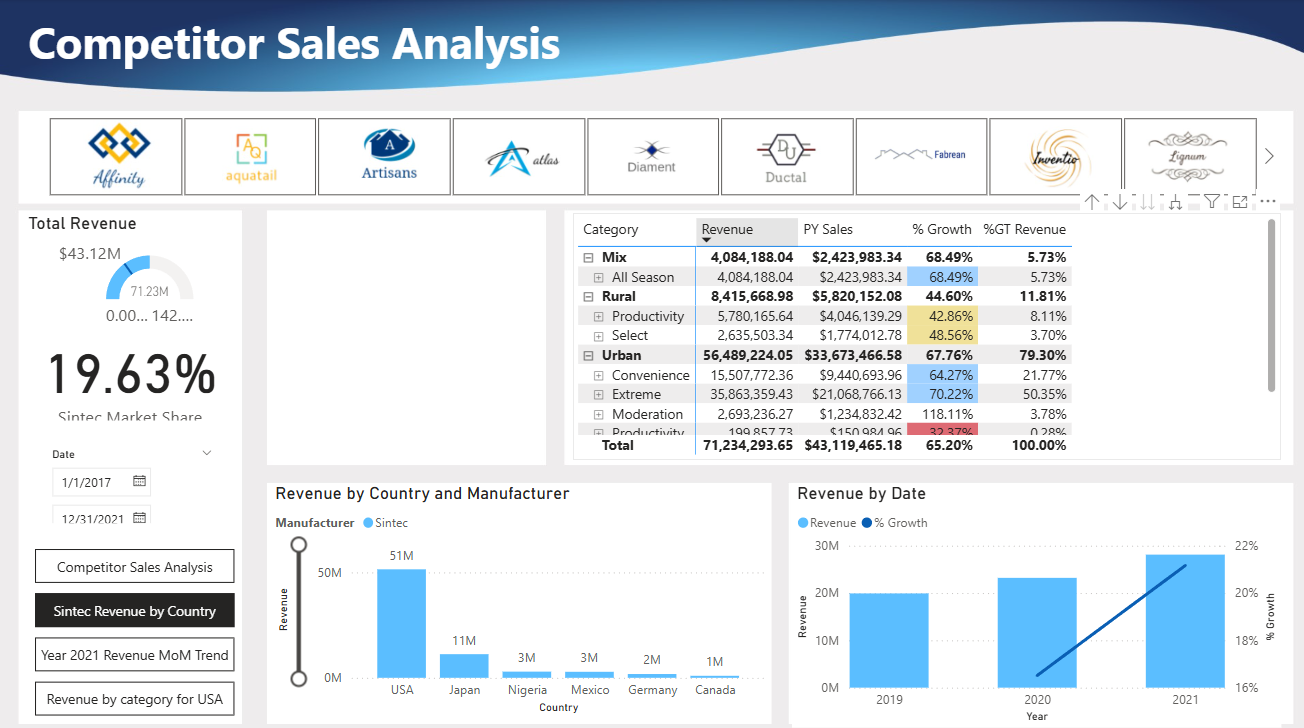 Competitor Sales Analysis
Affinity
AQ
aquatail
A
Artisans
atlas
Diament
DU
Ductal
Fabrean
Inventio
Lignum
Total Revenue
$43.12M
71.23M
0.00... 142....
19.63%
Sintec Market Share
Date
1/1/2017
12/31/2021
Competitor Sales Analysis
Sintec Revenue by Country
Year 2021 Revenue MoM Trend
Revenue by category for USA
Category Revenue PY Sales % Growth %GT Revenue
Mix 4,084,188.04 $2,423,983.34 68.49% 5.73%
All Season 4,084,188.04 $2,423,983.34 68.49% 5.73%
Rural 8,415,668.98 $5,820,152.08 44.60% 11.81%
Productivity 5,780,165.64 $4,046,139.29 42.86% 8.11%
Select 2,635,503.34 $1,774,012.78 48.56% 3.70%
Urban 56,489,224.05 $33,673,466.58 67.76% 79.30%
Convenience 15,507,772.36 $9,440,693.96 64.27% 21.77%
Extreme 35,863,359.43 $21,068,766.13 70.22% 50.35%
Moderation 2,693,236.27 $1,234,832.42 118.11% 3.78%
Productivity 199,857.73 $150,984.96 32.37% 0.28%
Total 71,234,293.65 $43,119,465.18 65.20% 100.00%
Revenue by Country and Manufacturer
Manufacturer Sintec
Revenue
50M
0M
51M
11M
3M
3M
2M
1M
USA Japan Nigeria Mexico Germany Canada
Country
Revenue by Date
Revenue % Growth
Revenue
30M
20M
10M
0M
22%
20%
18%
16%
% Growth
2019 2020 2021
Year